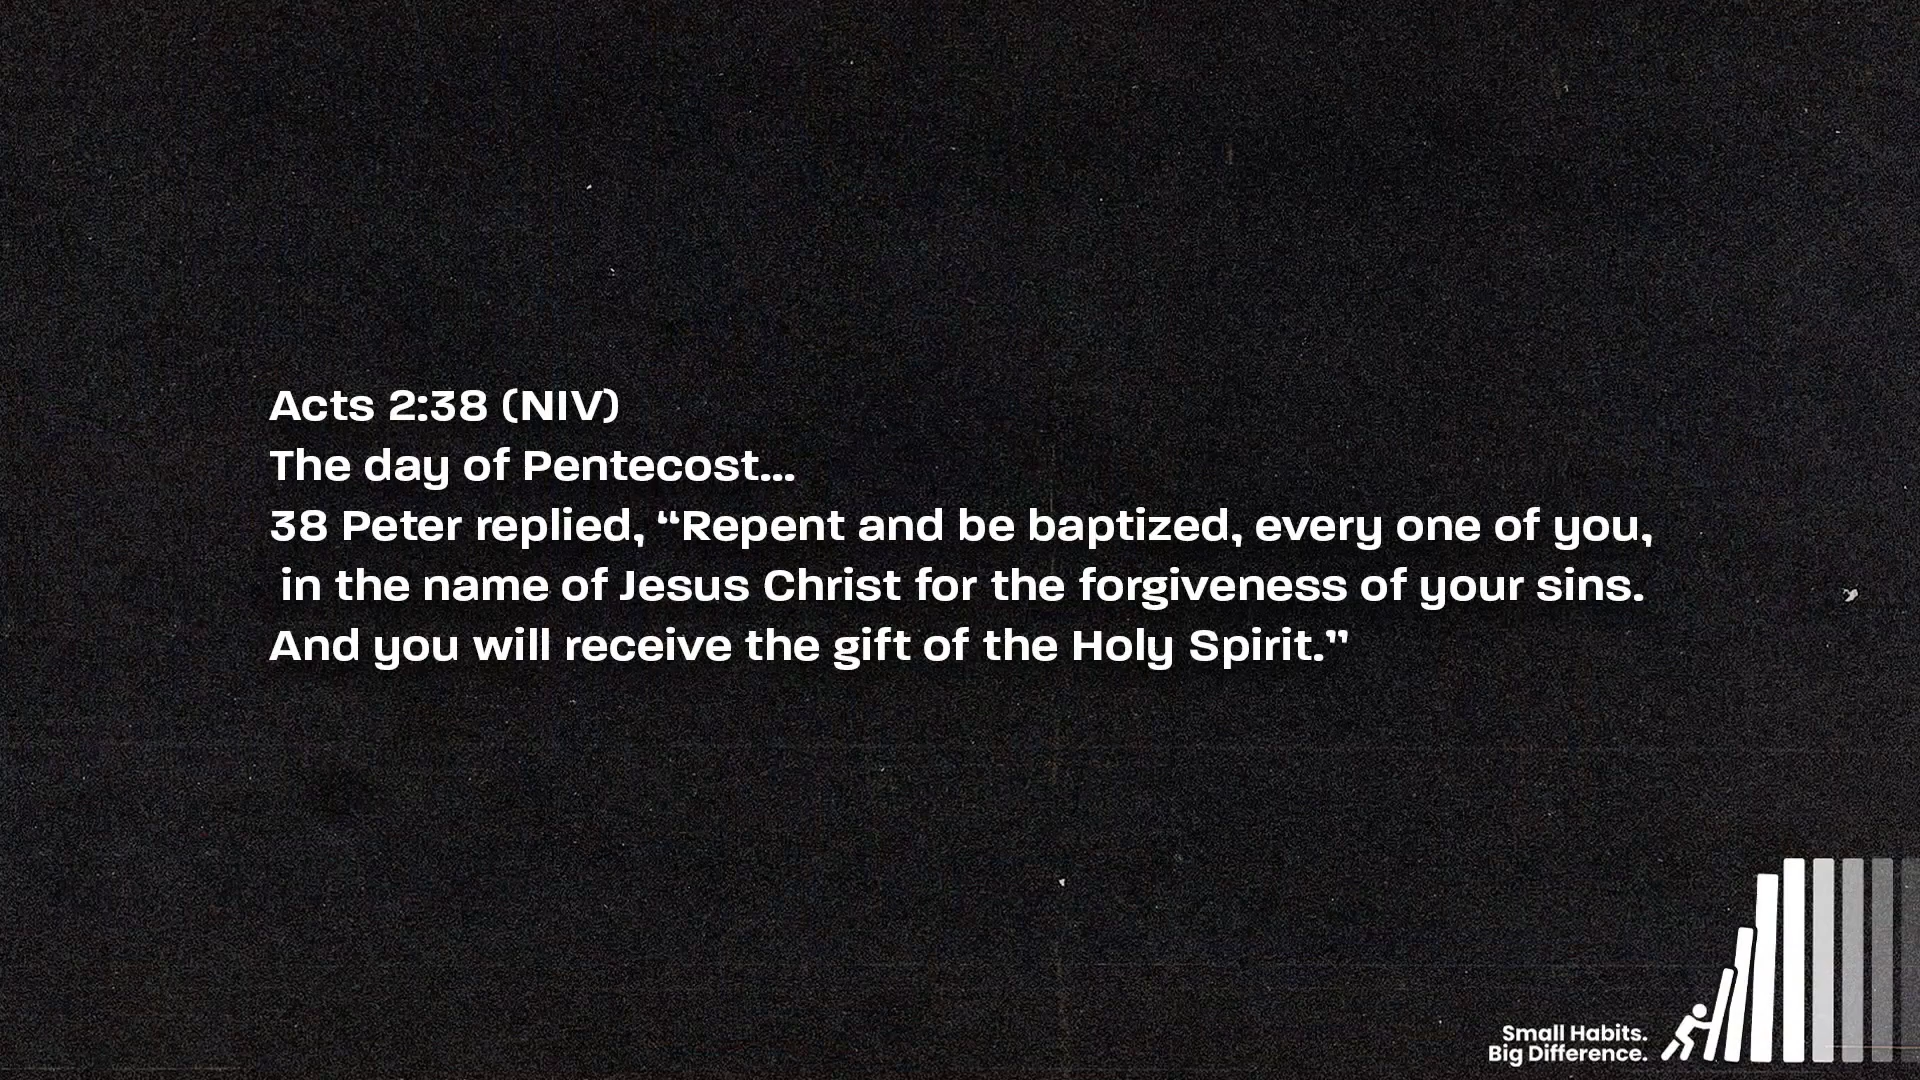 Acts 2:38 (NIV)
The day of Pentecost...
38 Peter replied, “Repent and be baptized, every one of you,
in the name of Jesus Christ for the forgiveness of your sins.
And you will receive the gift of the Holy Spirit.”
Small Habits.
Big Difference.